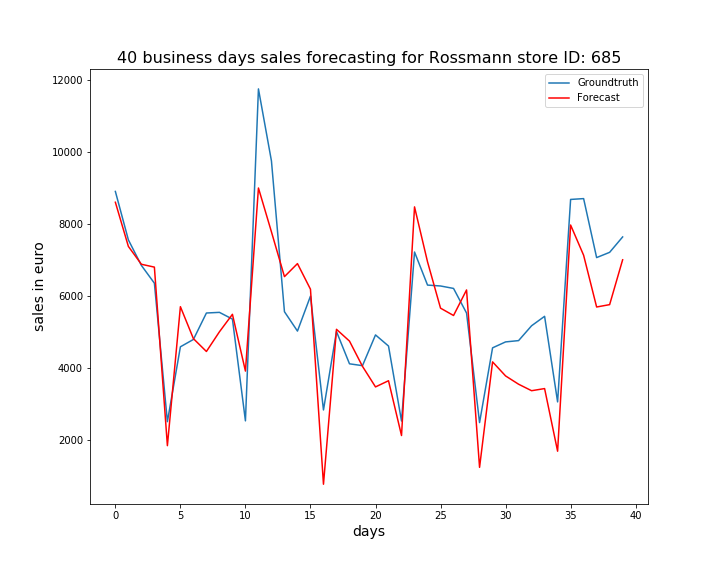 40 business days sales forecasting for Rossmann store ID: 685
Groundtruth
Forecast
12000
10000
8000
6000
4000
2000
sales in euro
0 5 10 15 20 25 30 35 40
days